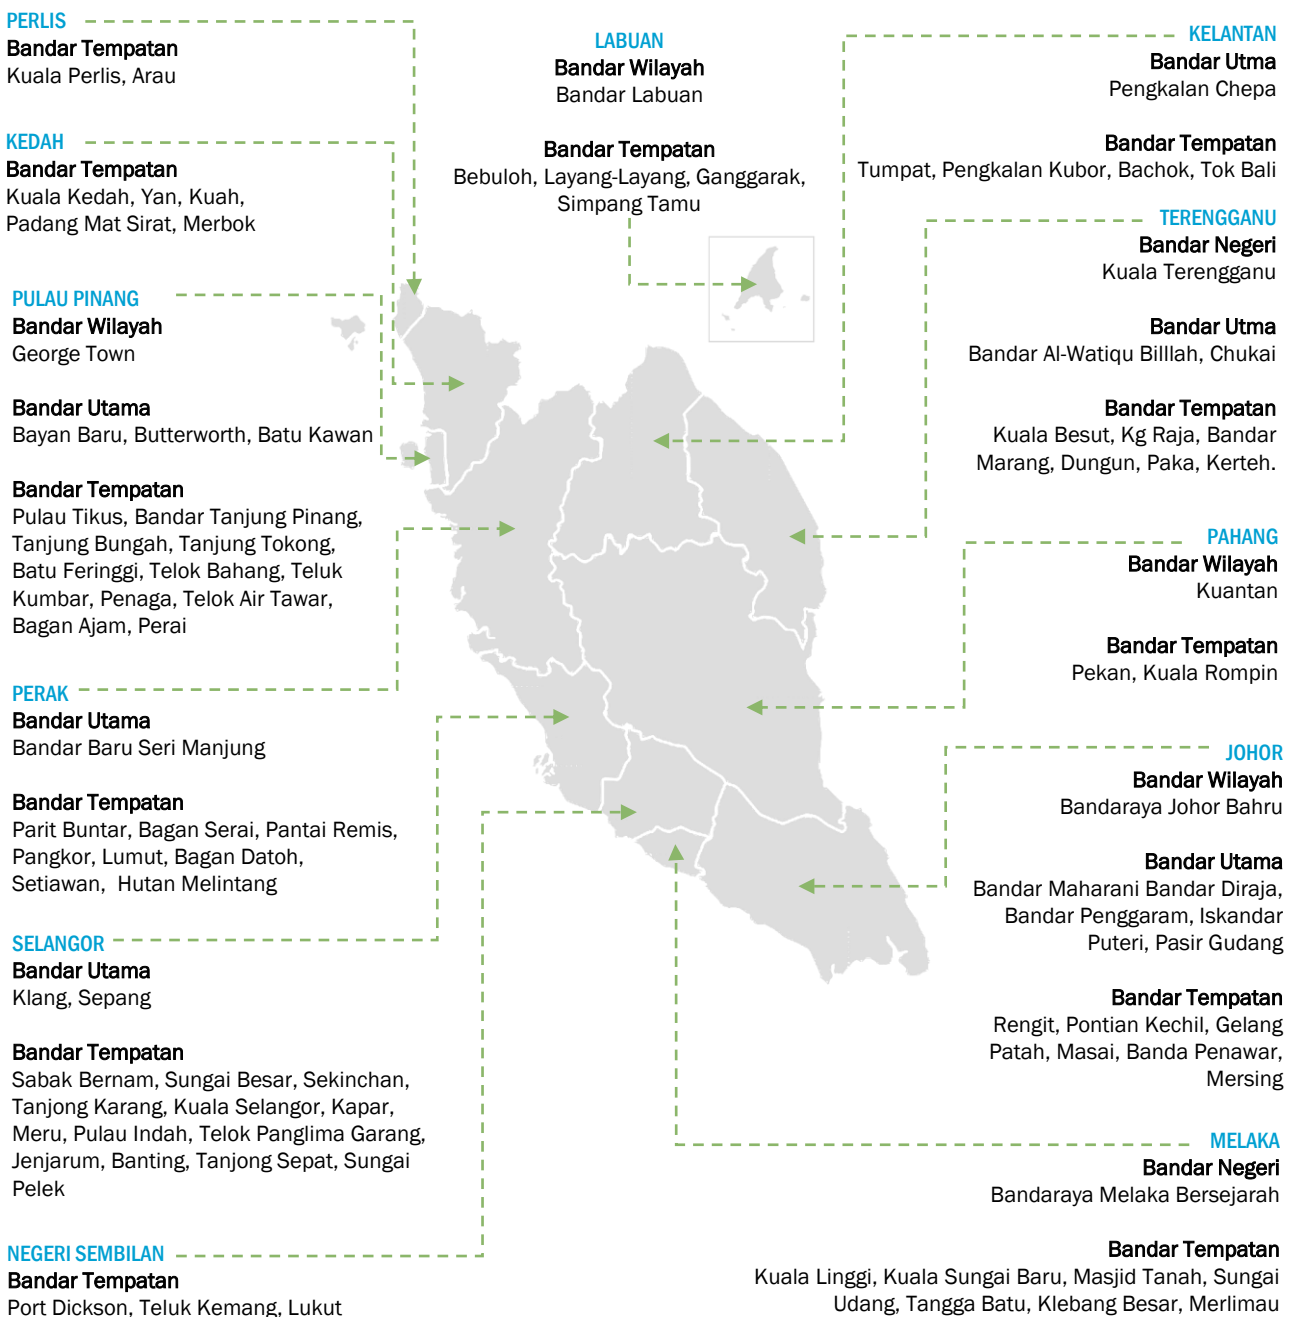 PERLIS
Bandar Tempatan
Kuala Perlis, Arau
KEDAH
Bandar Tempatan
Kuala Kedah, Yan, Kuah,
Padang Mat Sirat, Merbok
PULAU PINANG
Bandar Wilayah
George Town
Bandar Utama
Bayan Baru, Butterworth, Batu Kawan
Bandar Tempatan
Pulau Tikus, Bandar Tanjung Pinang,
Tanjung Bungah, Tanjung Tokong,
Batu Feringgi, Telok Bahang, Teluk
Kumbar, Penaga, Telok Air Tawar,
Bagan Ajam, Perai
PERAK
Bandar Utama
Bandar Baru Seri Manjung
Bandar Tempatan
Parit Buntar, Bagan Serai, Pantai Remis,
Pangkor, Lumut, Bagan Datoh,
Setiawan,  Hutan Melintang
SELANGOR
Bandar Utama
Klang, Sepang
Bandar Tempatan
Sabak Bernam, Sungai Besar, Sekinchan,
Tanjong Karang, Kuala Selangor, Kapar,
Meru, Pulau Indah, Telok Panglima Garang,
Jenjarum, Banting, Tanjong Sepat, Sungai
Pelek
NEGERI SEMBILAN
Bandar Tempatan
Port Dickson, Teluk Kemang, Lukut
LABUAN
Bandar Wilayah
Bandar Labuan
Bandar Tempatan
Bebuloh, Layang-Layang, Ganggarak,
Simpang Tamu
KELANTAN
Bandar Utma
Pengkalan Chepa
Bandar Tempatan
Tumpat, Pengkalan Kubor, Bachok, Tok Bali
TERENGGANU
Bandar Negeri
Kuala Terengganu
Bandar Utma
Bandar Al-Watiqu Billlah, Chukai
Bandar Tempatan
Kuala Besut, Kg Raja, Bandar
Marang, Dungun, Paka, Kerteh.
PAHANG
Bandar Wilayah
Kuantan
Bandar Tempatan
Pekan, Kuala Rompin
JOHOR
Bandar Wilayah
Bandaraya Johor Bahru
Bandar Utama
Bandar Maharani Bandar Diraja,
Bandar Penggaram, Iskandar
Puteri, Pasir Gudang
Bandar Tempatan
Rengit, Pontian Kechil, Gelang
Patah, Masai, Banda Penawar,
Mersing
MELAKA
Bandar Negeri
Bandaraya Melaka Bersejarah
Bandar Tempatan
Kuala Linggi, Kuala Sungai Baru, Masjid Tanah, Sungai
Udang, Tangga Batu, Klebang Besar, Merlimau